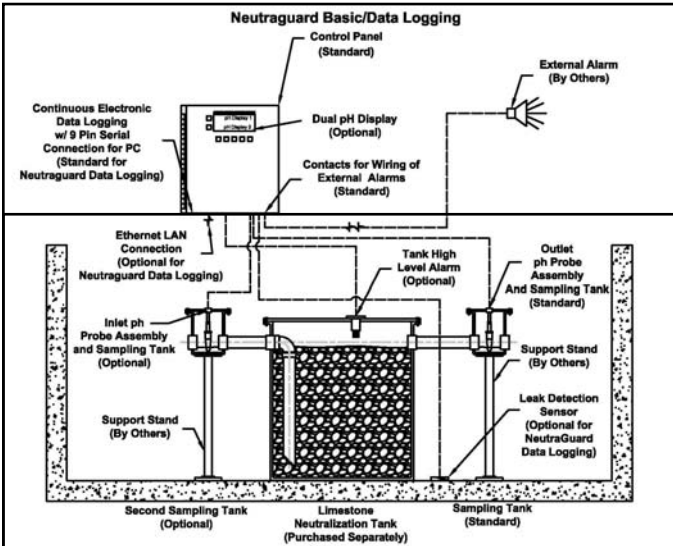 Neutraguard Basic/Data Logging
Control Panel
(Standard)
External Alarm
(By Others)
Continuous Electronic
Data Logging
w/ 9 Pin Serial
Connection for PC
(Standard for
Neutraguard Data Logging)
pH Display 1
pH Display 2
Dual pH Display
(Optional)
Contacts for Wiring of
External Alarms
(Standard)
Ethernet LAN
Connection
(Optional for
Neutraguard Data Logging)
Tank High
Level Alarm
(Optional)
Outlet
ph Probe
Assembly
And Sampling Tank
(Standard)
Inlet ph
Probe Assembly
and Sampling Tank
(Optional)
Support Stand
(By Others)
Support Stand
(By Others)
Leak Detection
Sensor
(Optional for
NeutraGuard
Data Logging)
Second Sampling Tank
(Optional)
Limestone
Neutralization Tank
(Purchased Separately)
Sampling Tank
(Standard)